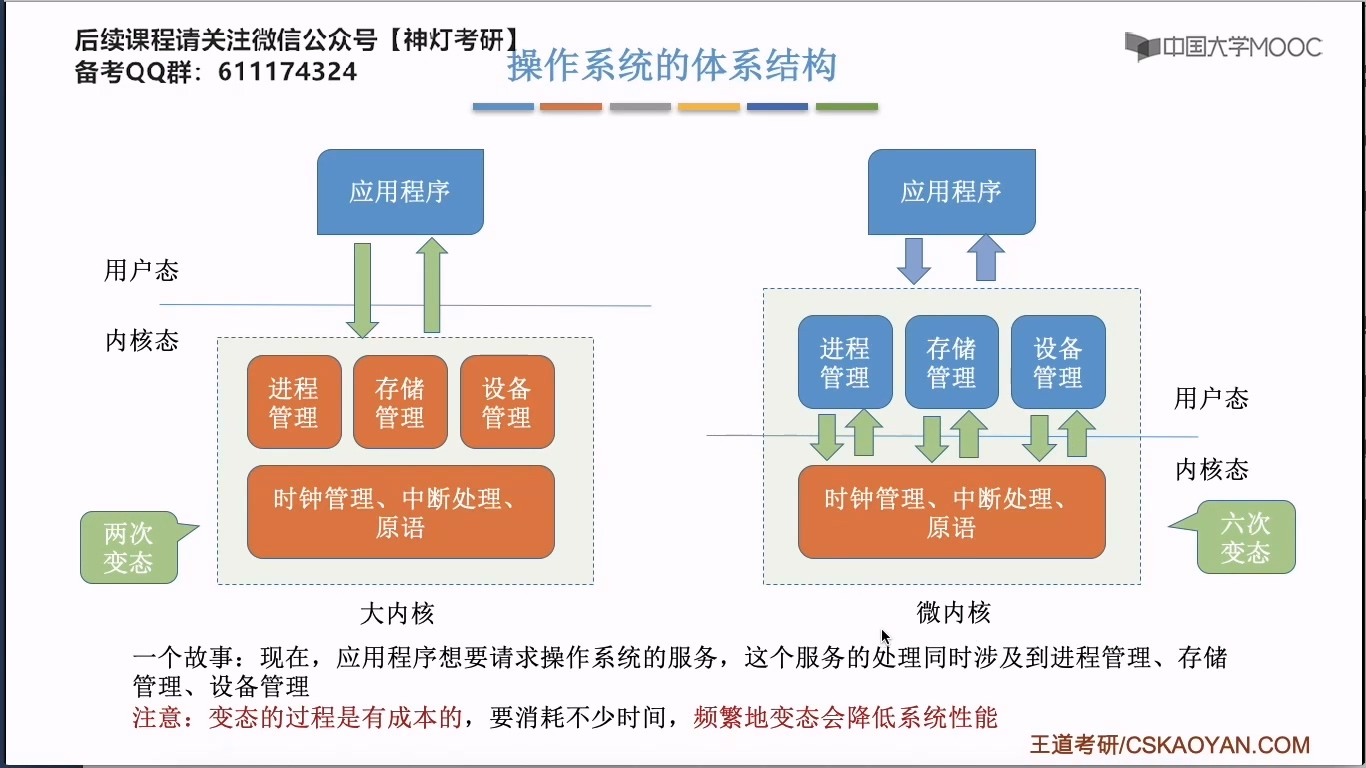 后续课程请关注微信公众号【神灯考研】
备考QQ群：611174324
操作系统的体系结构
中国大学MOOC
应用程序
用户态
内核态
进程
管理
存储
管理
设备
管理
时钟管理、中断处理、
原语
两次
变态
大内核
应用程序
进程
管理
存储
管理
设备
管理
用户态
内核态
时钟管理、中断处理、
原语
六次
变态
微内核
一个故事：现在，应用程序想要请求操作系统的服务，这个服务的处理同时涉及到进程管理、存储
管理、设备管理
注意：变态的过程是有成本的，要消耗不少时间，频繁地变态会降低系统性能
王道考研/CSKAOYAN.COM